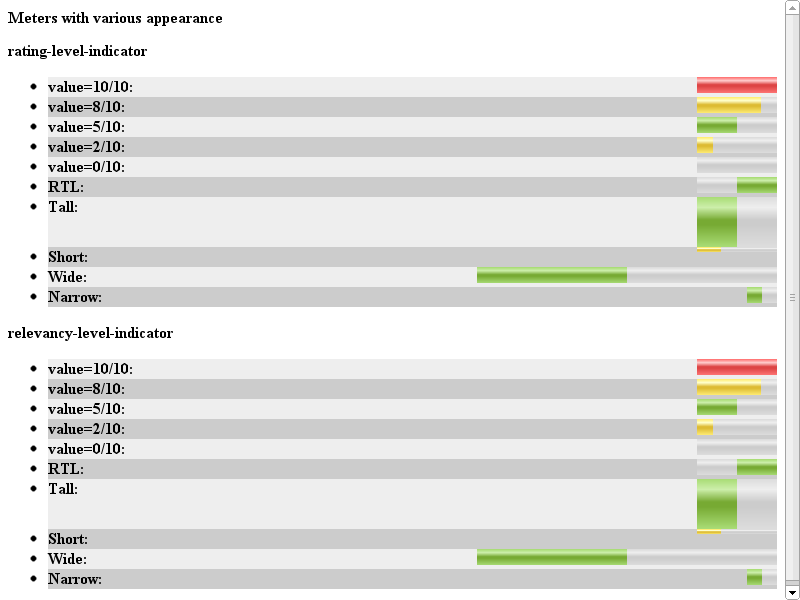 Meters with various appearance
rating-level-indicator
value=10/10:
value=8/10:
value=5/10:
value=2/10:
value=0/10:
RTL:
Tall:
Short:
Wide:
Narrow:
relevancy-level-indicator
value=10/10:
value=8/10:
value=5/10:
value=2/10:
value=0/10:
RTL:
Tall:
Short:
Wide:
Narrow: